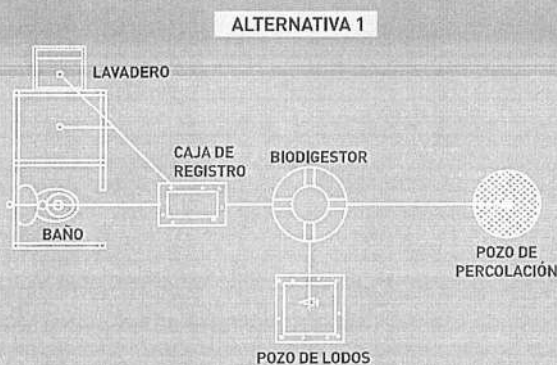 ALTERNATIVA 1
LAVADERO
CAJA DE
REGISTRO
BIODIGESTOR
BAÑO
POZO DE
PERCOLACIÓN
POZO DE LODOS